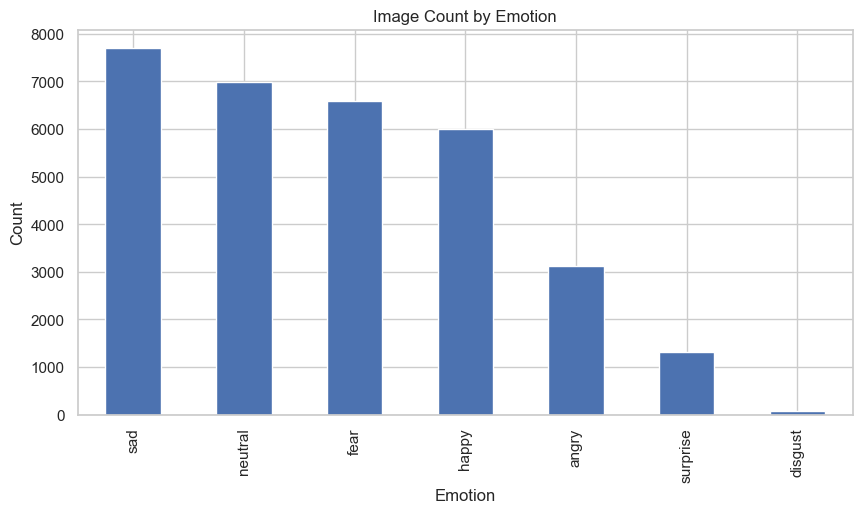 Image Count by Emotion
8000
7000
6000
5000
4000
3000
2000
1000
0
Count
sad
neutral
fear
happy
angry
surprise
disgust
Emotion